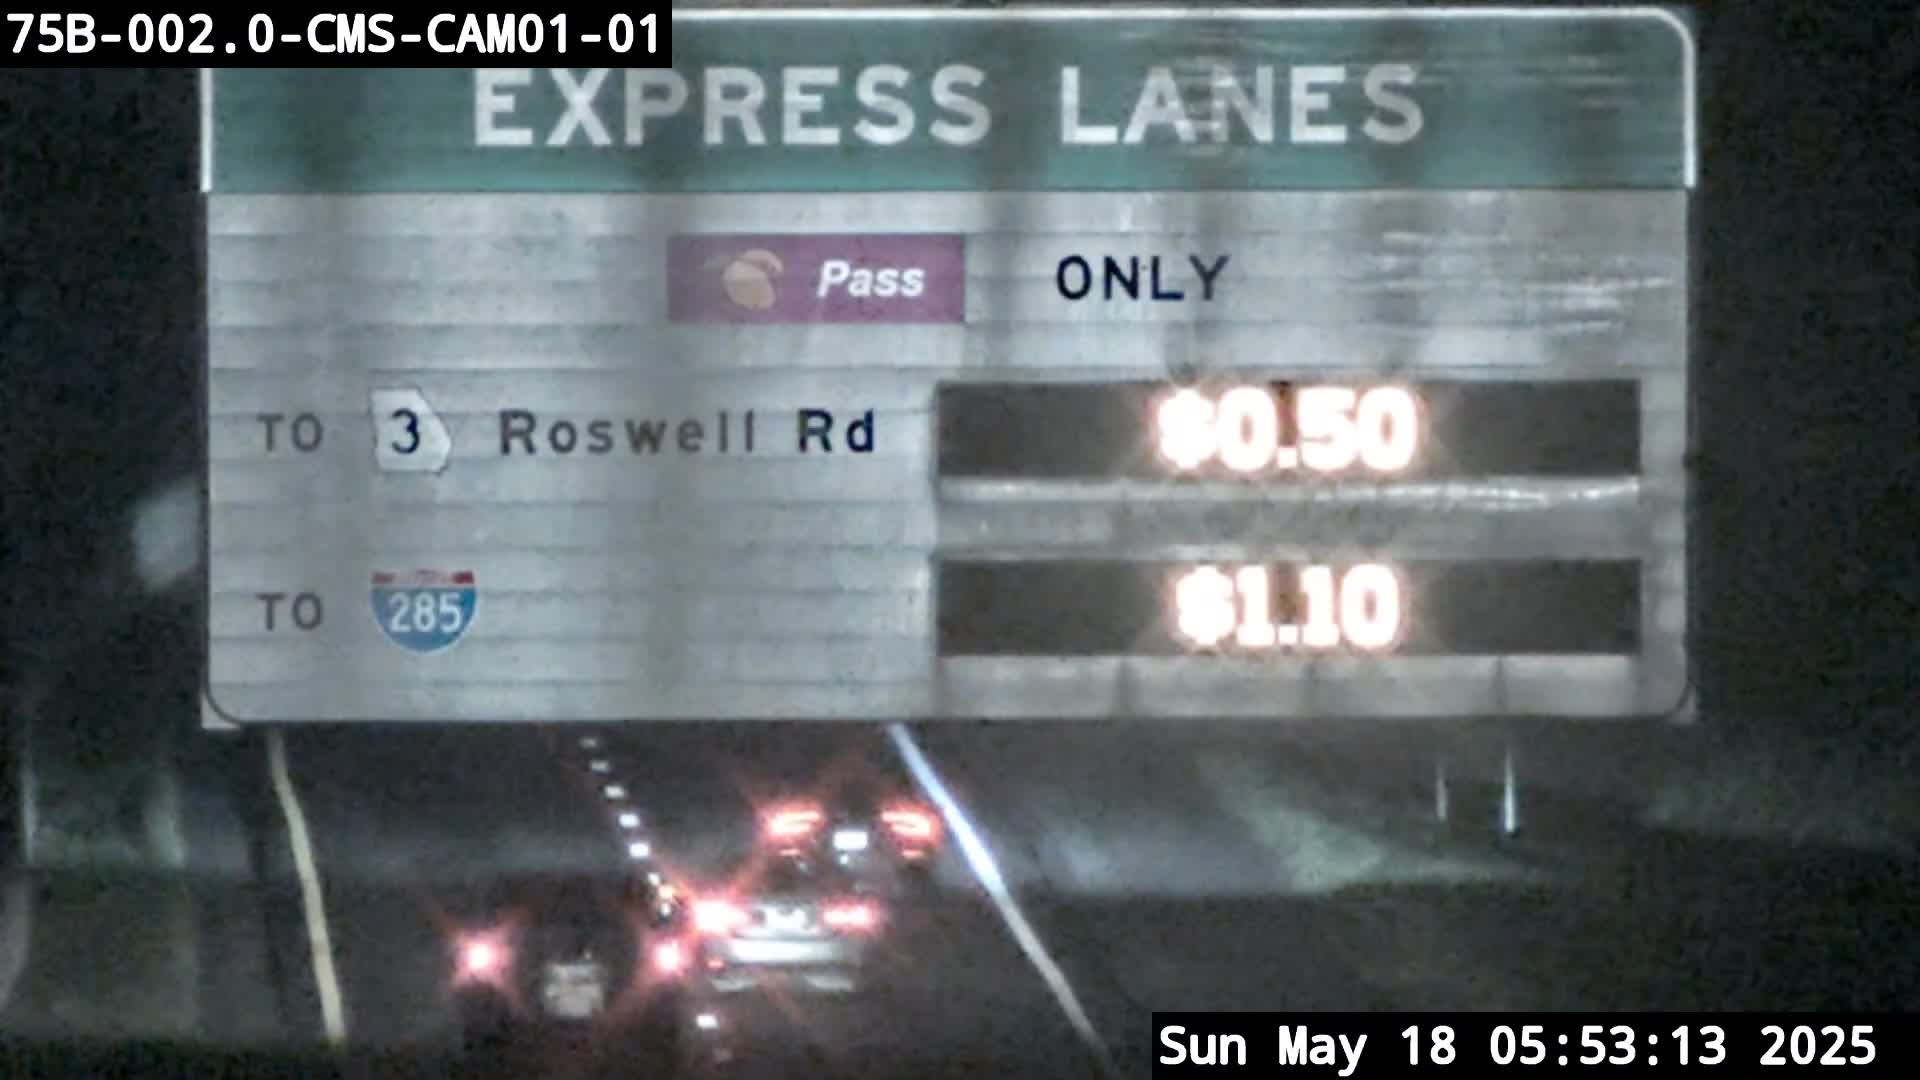 75B-002.0-CMS-CAM01-01
EXPRESS LANES
Pass ONLY
TO 3 Roswell Rd $0.50
TO 285 $1.10
Sun May 18 05:53:13 2025